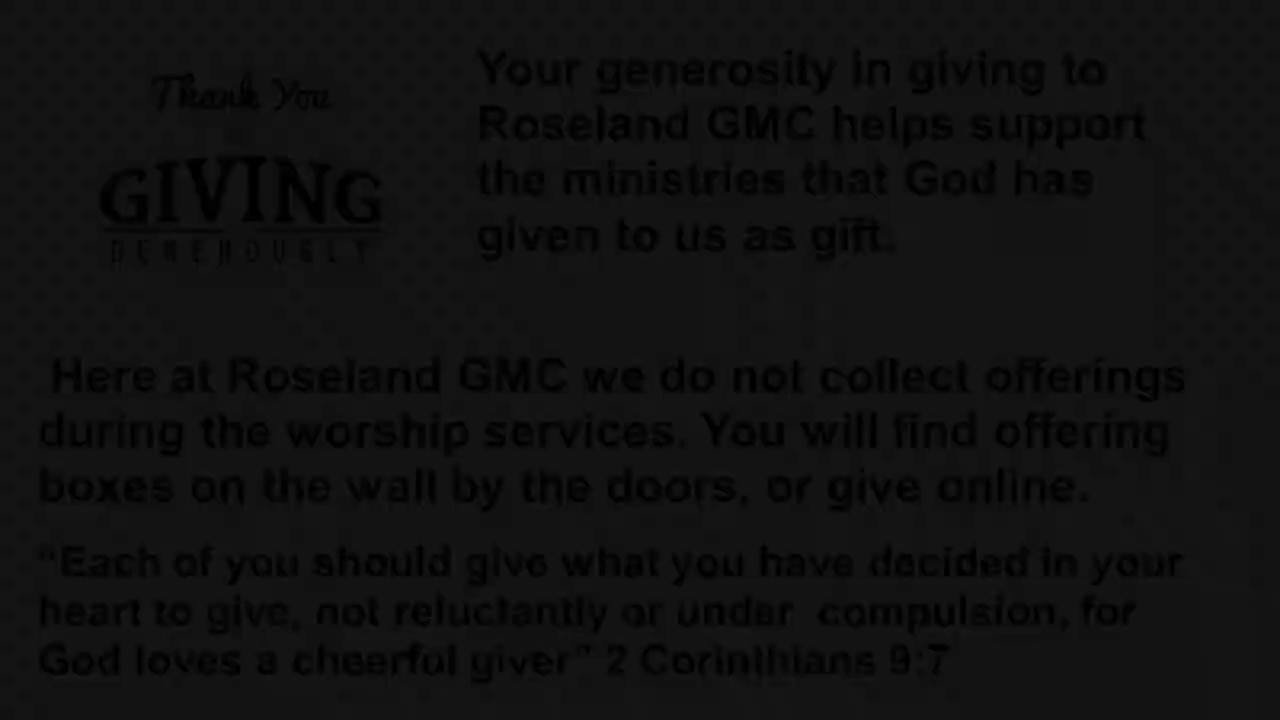 Thank You
GIVING
GENEROUSLY
Your generosity in giving to
Roseland GMC helps support
the ministries that God has
given to us as gift.
Here at Roseland GMC we do not collect offerings
during the worship services. You will find offering
boxes on the wall by the doors, or give online.
"Each of you should give what you have decided in your
heart to give, not reluctantly or under compulsion, for
God loves a cheerful giver" 2 Corinthians 9:7